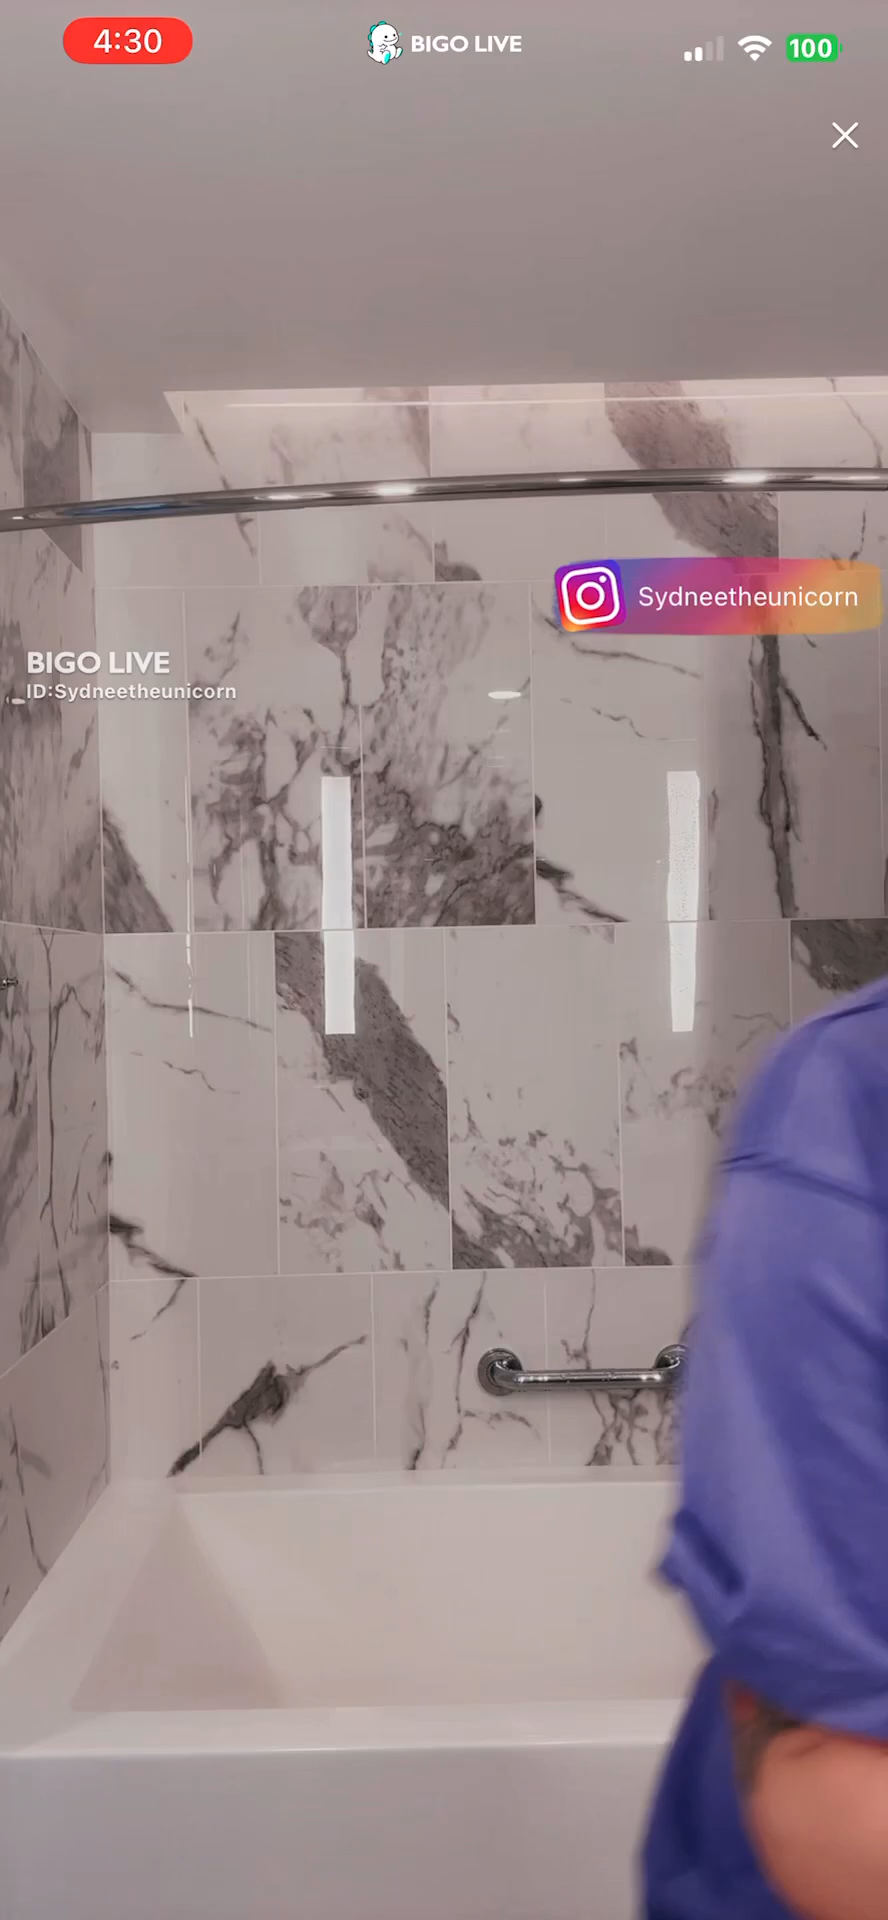 4:30
BIGO LIVE
100
Sydneetheunicorn
BIGO LIVE
ID:Sydneetheunicorn